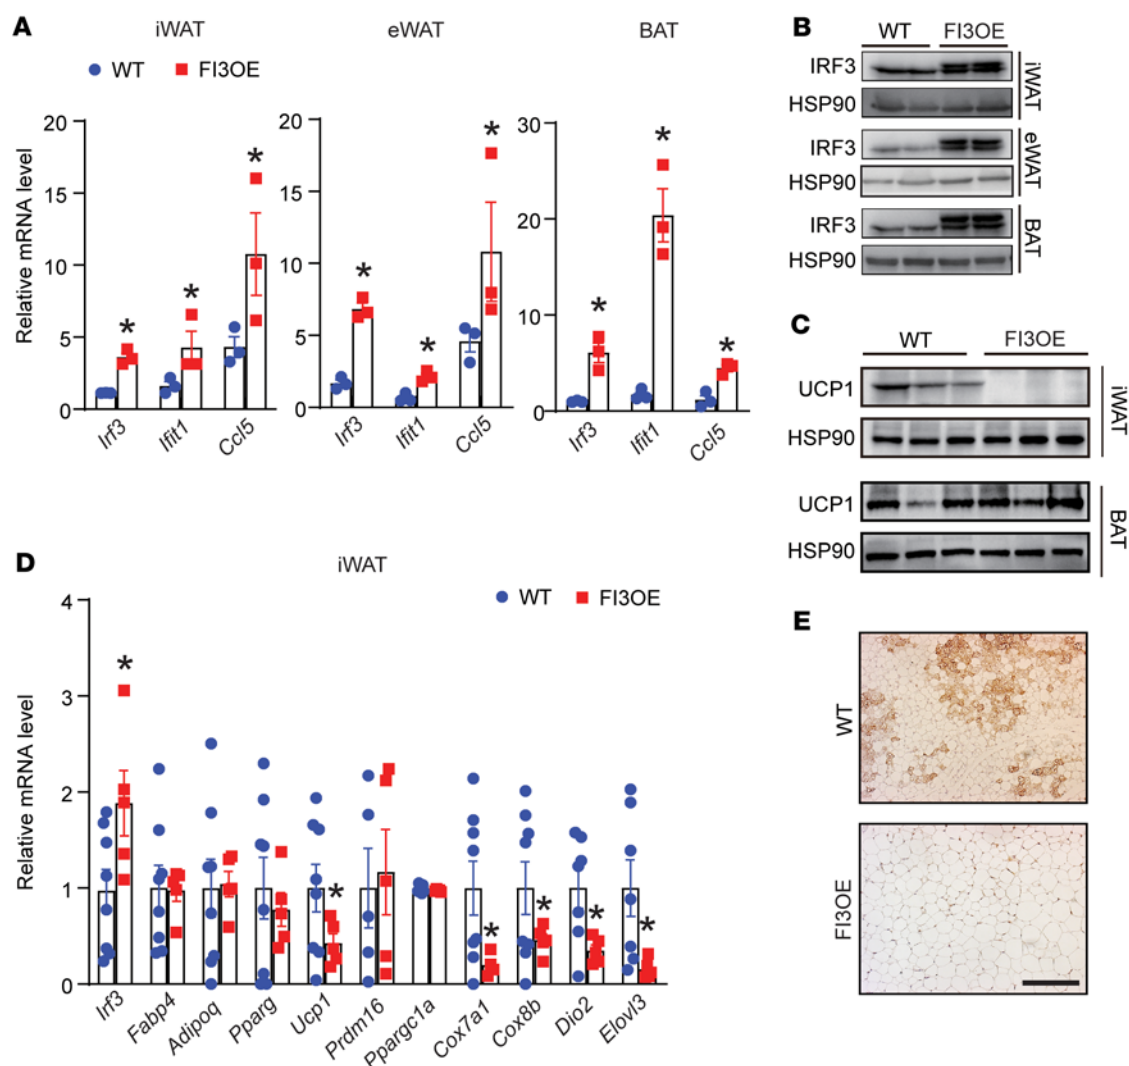 A
iWAT
eWAT
BAT
WT
FI3OE
Relative mRNA level
20
15
10
5
0
Irf3
Ifit1
Ccl5
*
*
*
20
15
10
5
0
Irf3
Ifit1
Ccl5
*
*
*
30
20
10
0
Irf3
Ifit1
Ccl5
*
*
*
B
WT FI3OE
IRF3
HSP90
iWAT
IRF3
HSP90
eWAT
IRF3
HSP90
BAT
C
WT FI3OE
UCP1
HSP90
iWAT
UCP1
HSP90
BAT
D
iWAT
WT FI3OE
Relative mRNA level
4
3
2
1
0
*
*
*
*
*
*
Irf3
Fabp4
Adipoq
Pparg
Ucp1
Prdm16
Ppargc1a
Cox7a1
Cox8b
Dio2
Elovl3
E
WT
FI3OE